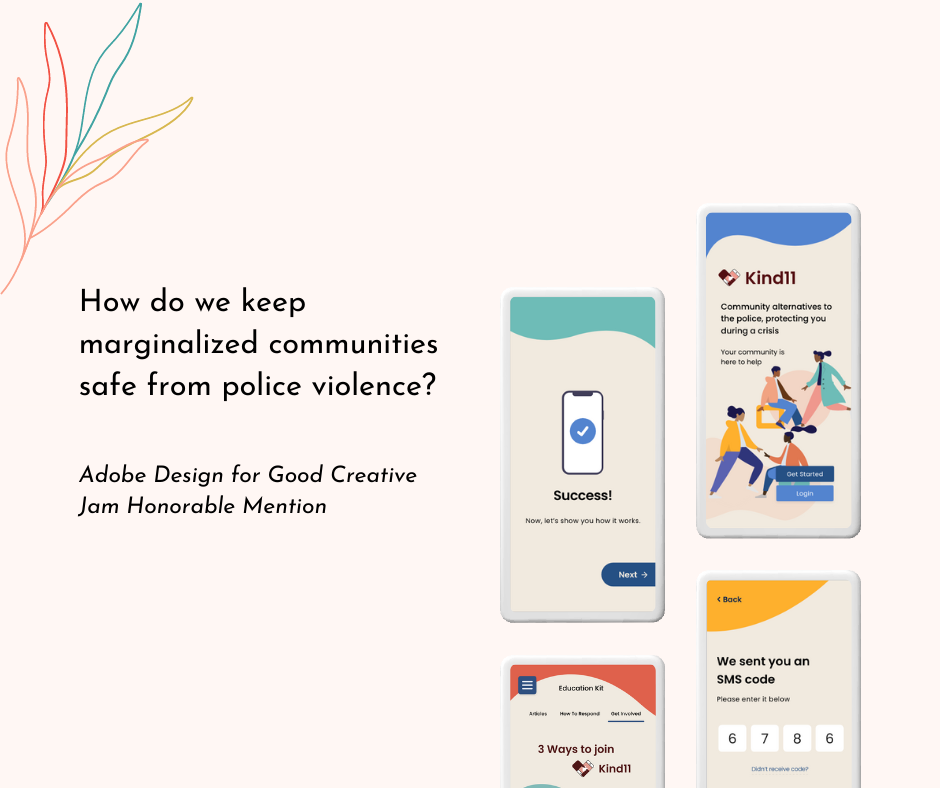 How do we keep
marginalized communities
safe from police violence?
Adobe Design for Good Creative
Jam Honorable Mention
Success!
Now, let's show you how it works.
Next →
Kind11
Community alternatives to
the police, protecting you
during a crisis
Your community is
here to help
Get Started
Login
Education Kit
Articles How To Respond Get Involved
3 Ways to join
Kind11
< Back
We sent you an
SMS code
Please enter it below
6 7 8 6
Didn't receive code?